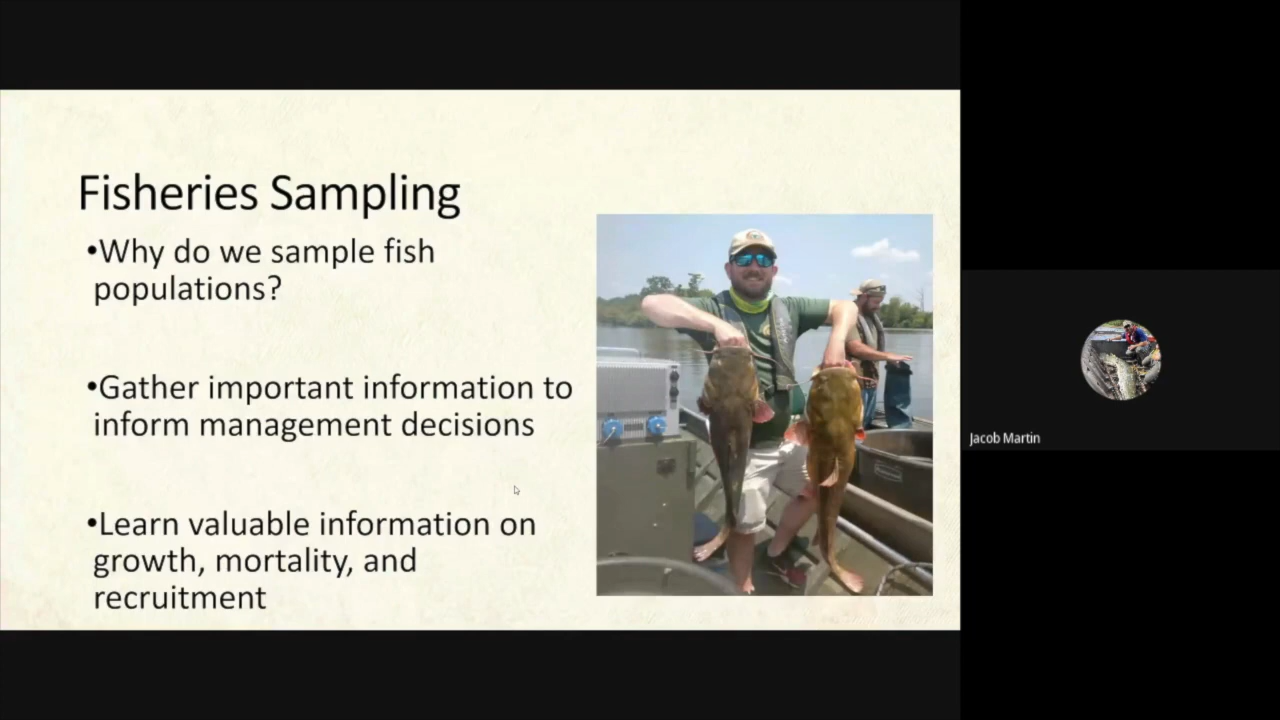 Fisheries Sampling
•Why do we sample fish
populations?
•Gather important information to
inform management decisions
•Learn valuable information on
growth, mortality, and
recruitment
Jacob Martin